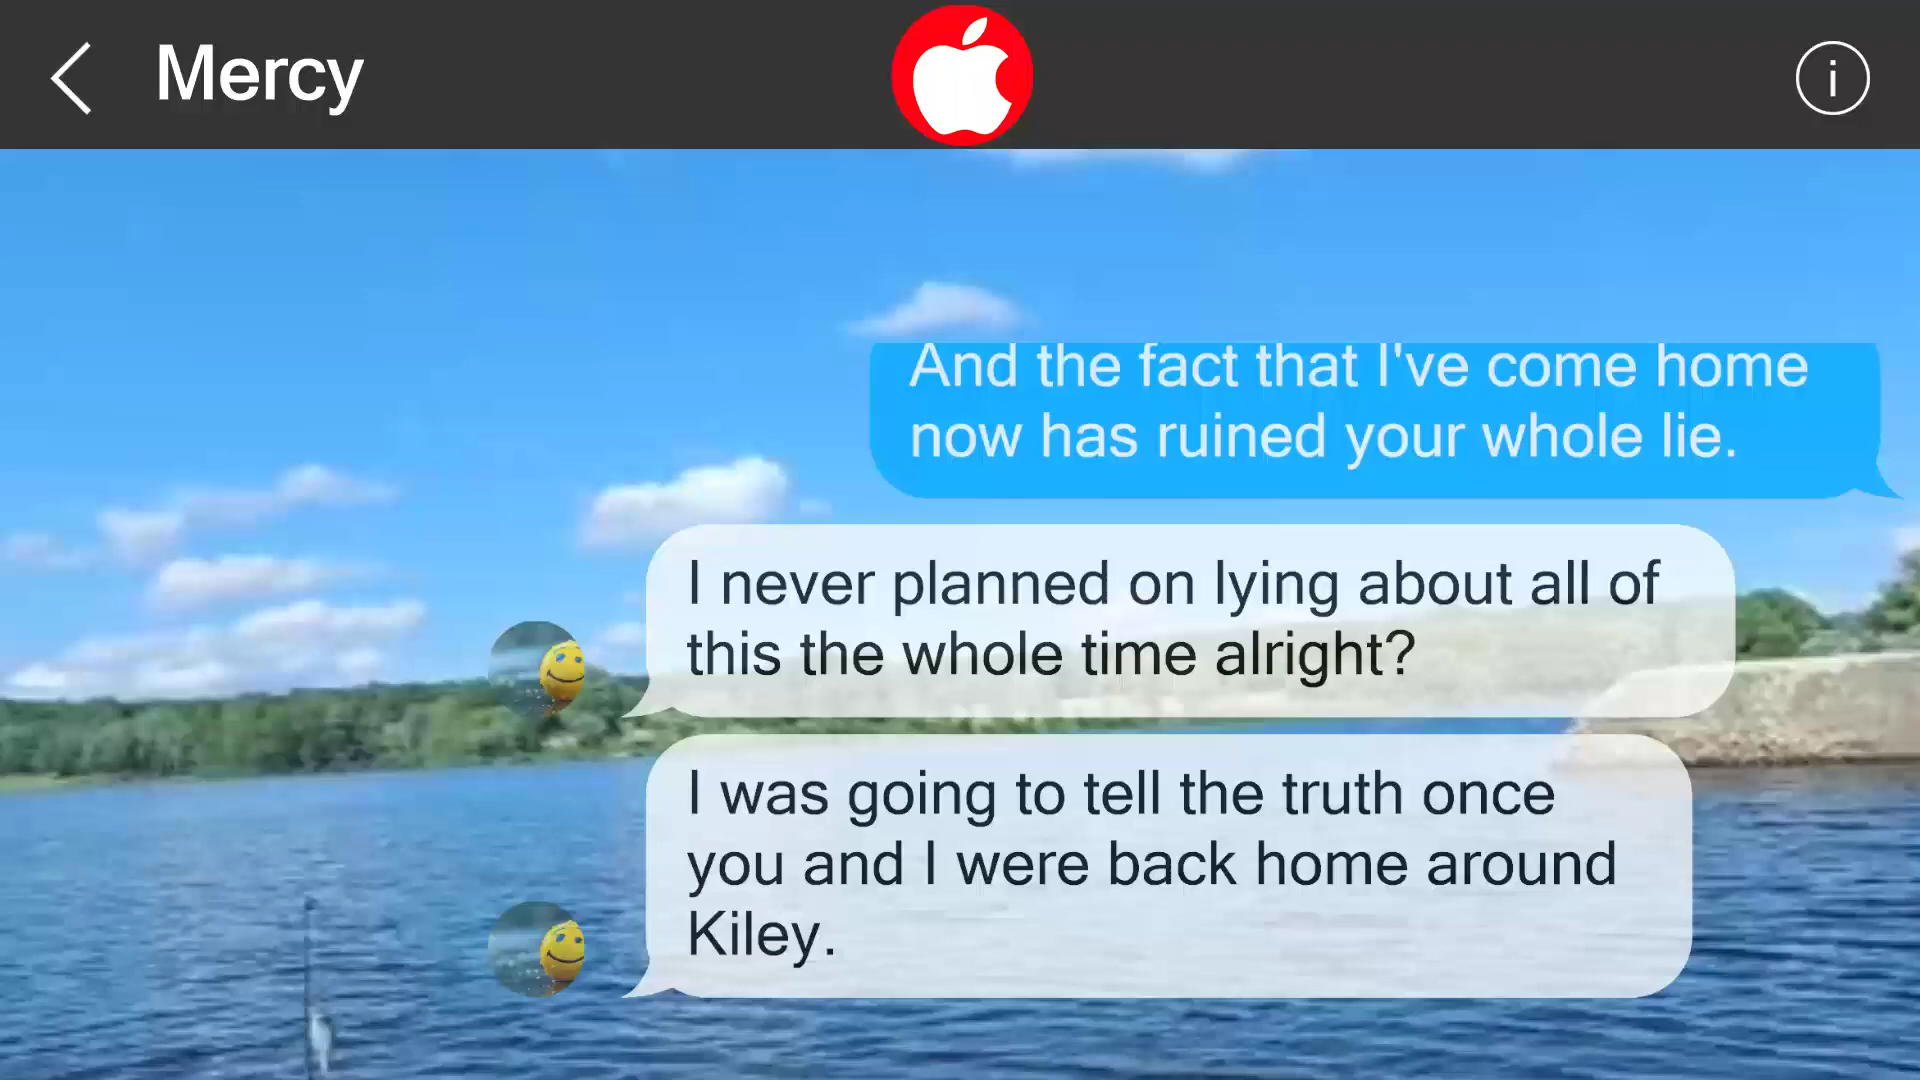 Mercy
i
And the fact that I've come home
now has ruined your whole lie.
I never planned on lying about all of
this the whole time alright?
I was going to tell the truth once
you and I were back home around
Kiley.